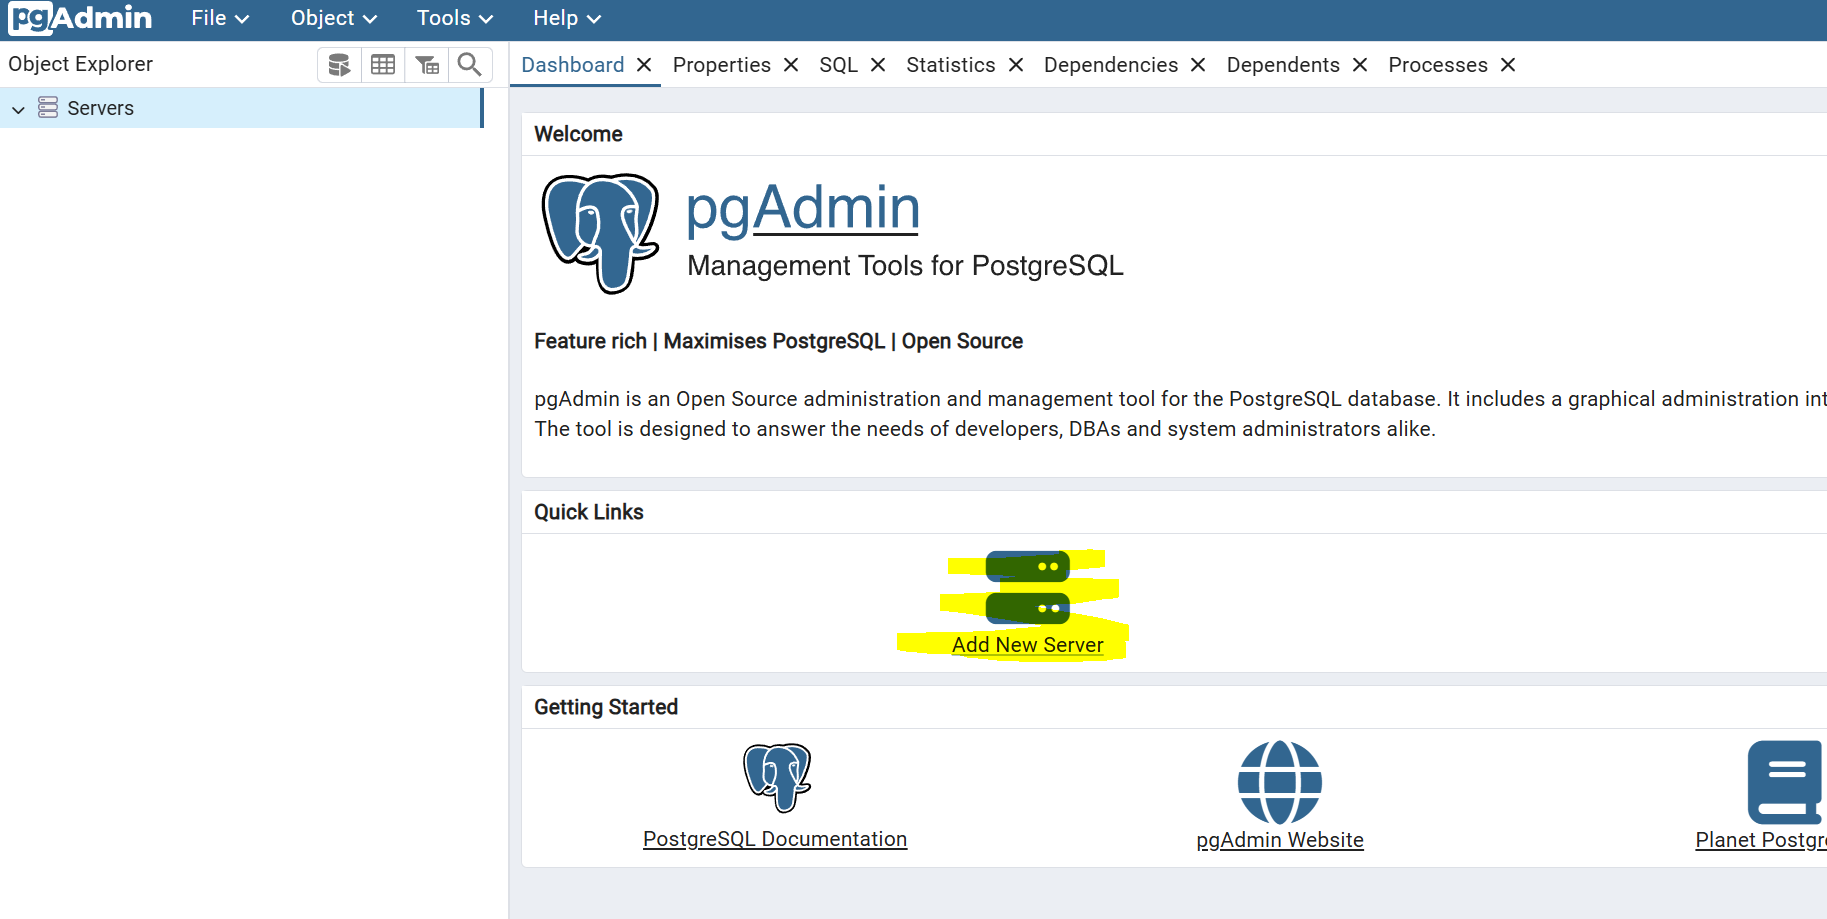 pgAdmin File Object Tools Help
Object Explorer
Dashboard Properties SQL Statistics Dependencies Dependents Processes
Servers
Welcome
pgAdmin
Management Tools for PostgreSQL
Feature rich | Maximises PostgreSQL | Open Source
pgAdmin is an Open Source administration and management tool for the PostgreSQL database. It includes a graphical administration int
The tool is designed to answer the needs of developers, DBAs and system administrators alike.
Quick Links
Add New Server
Getting Started
PostgreSQL Documentation
pgAdmin Website
Planet Postgr